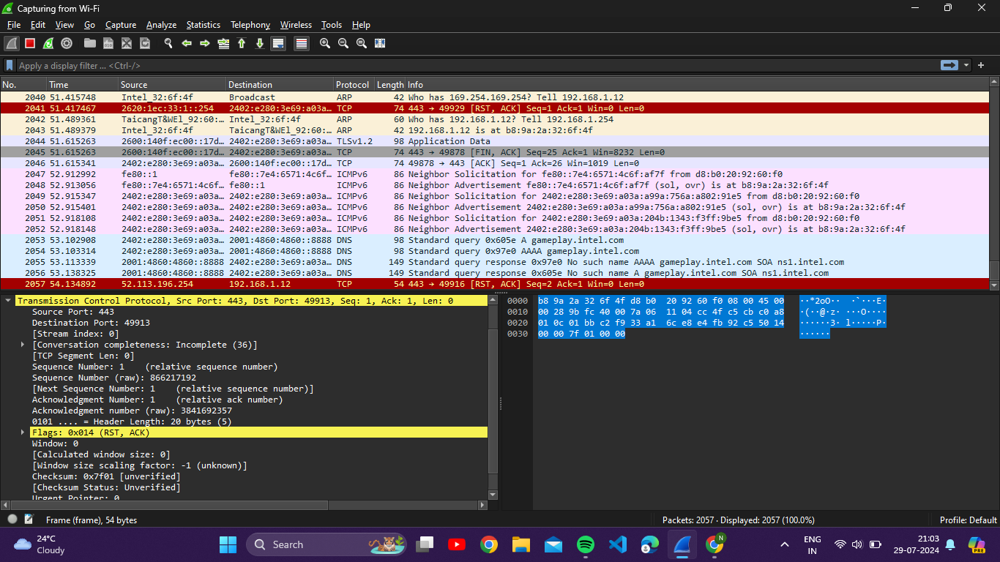 Capturing from Wi-Fi
File Edit View Go Capture Analyze Statistics Telephony Wireless Tools Help
Apply a display filter ... <Ctrl-/>
No. Time Source Destination Protocol Length Info
2040 51.415748 Intel_32:6f:4f Broadcast ARP 42 Who has 169.254.169.254? Tell 192.168.1.12
2041 51.417467 2620:1ec:33:1::254 2402:e280:3e69:a03a… TCP 74 443 → 49929 [RST, ACK] Seq=1 Ack=1 Win=0 Len=0
2042 51.489361 TaicangT&WEl_92:60:… Intel_32:6f:4f ARP 60 Who has 192.168.1.12? Tell 192.168.1.254
2043 51.489379 Intel_32:6f:4f TaicangT&WEl_92:60:… ARP 42 192.168.1.12 is at b8:9a:2a:32:6f:4f
2044 51.615263 2600:140f:ec00::17d… 2402:e280:3e69:a03a… TLSv1.2 98 Application Data
2045 51.615263 2600:140f:ec00::17d… 2402:e280:3e69:a03a… TCP 74 443 → 49878 [FIN, ACK] Seq=25 Ack=1 Win=8232 Len=0
2046 51.615341 2402:e280:3e69:a03a… 2600:140f:ec00::17d… TCP 74 49878 → 443 [ACK] Seq=1 Ack=26 Win=1019 Len=0
2047 52.912992 fe80::1 fe80::7e4:6571:4c6f… ICMPv6 86 Neighbor Solicitation for fe80::7e4:6571:4c6f:af7f from d8:b0:20:92:60:f0
2048 52.913056 fe80::7e4:6571:4c6f… fe80::1 ICMPv6 86 Neighbor Advertisement fe80::7e4:6571:4c6f:af7f (sol, ovr) is at b8:9a:2a:32:6f:4f
2049 52.915347 2402:e280:3e69:a03a… 2402:e280:3e69:a03a… ICMPv6 86 Neighbor Solicitation for 2402:e280:3e69:a03a:a99a:756a:a802:91e5 from d8:b0:20:92:60:f0
2050 52.915401 2402:e280:3e69:a03a… 2402:e280:3e69:a03a… ICMPv6 86 Neighbor Advertisement 2402:e280:3e69:a03a:a99a:756a:a802:91e5 (sol, ovr) is at b8:9a:2a:32:6f:4f
2051 52.918108 2402:e280:3e69:a03a… 2402:e280:3e69:a03a… ICMPv6 86 Neighbor Solicitation for 2402:e280:3e69:a03a:204b:1343:f3ff:9be5 from d8:b0:20:92:60:f0
2052 52.918148 2402:e280:3e69:a03a… 2402:e280:3e69:a03a… ICMPv6 86 Neighbor Advertisement 2402:e280:3e69:a03a:204b:1343:f3ff:9be5 (sol, ovr) is at b8:9a:2a:32:6f:4f
2053 53.102908 2402:e280:3e69:a03a… 2001:4860:4860::8888 DNS 98 Standard query 0x605e A gameplay.intel.com
2054 53.103314 2402:e280:3e69:a03a… 2001:4860:4860::8888 DNS 98 Standard query 0x97e0 AAAA gameplay.intel.com
2055 53.113339 2001:4860:4860::8888 2402:e280:3e69:a03a… DNS 149 Standard query response 0x97e0 No such name AAAA gameplay.intel.com SOA ns1.intel.com
2056 53.138325 2001:4860:4860::8888 2402:e280:3e69:a03a… DNS 149 Standard query response 0x605e No such name A gameplay.intel.com SOA ns1.intel.com
2057 54.134892 52.113.196.254 192.168.1.12 TCP 54 443 → 49916 [RST, ACK] Seq=2 Ack=1 Win=0 Len=0
Transmission Control Protocol, Src Port: 443, Dst Port: 49913, Seq: 1, Ack: 1, Len: 0
Source Port: 443
Destination Port: 49913
[Stream index: 0]
[Conversation completeness: Incomplete (36)]
[TCP Segment Len: 0]
Sequence Number: 1 (relative sequence number)
Sequence Number (raw): 866217192
[Next Sequence Number: 1 (relative sequence number)]
Acknowledgment Number: 1 (relative ack number)
Acknowledgment number (raw): 3841692357
0101 .... = Header Length: 20 bytes (5)
Flags: 0x014 (RST, ACK)
Window: 0
[Calculated window size: 0]
[Window size scaling factor: -1 (unknown)]
Checksum: 0x7f01 [unverified]
[Checksum Status: Unverified]
Urgent Pointer: 0
0000 b8 9a 2a 32 6f 4f d8 b0 20 92 60 f0 08 00 45 00 ··*2oO·· ·`···E·
0010 00 28 9b fc 40 00 7a 06 11 04 cc 4f c5 cb c0 a8 ·(··@·z· ···O····
0020 01 0c 01 bb c2 f9 33 a1 6c e8 e4 fb 92 c5 50 14 ······3· l·····P·
0030 00 00 7f 01 00 00 ······
Frame (frame), 54 bytes
Packets: 2057 · Displayed: 2057 (100.0%)
Profile: Default
24°C
Cloudy
Search
N
ENG
IN
21:03
29-07-2024
PRE